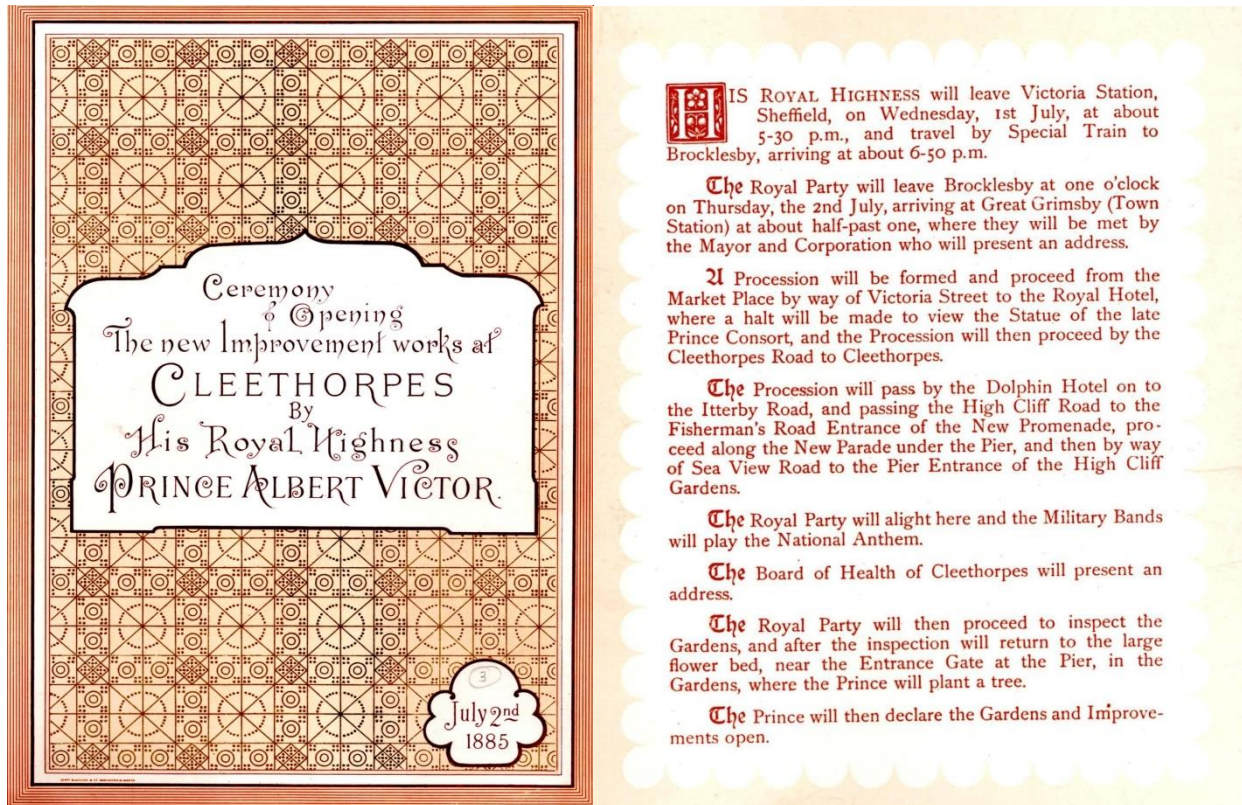 Ceremony
of Opening
The new Improvement works at
CLEETHORPES
By
His Royal Highness
PRINCE ALBERT VICTOR.
3
July 2nd
1885
HIS ROYAL HIGHNESS will leave Victoria Station,
Sheffield, on Wednesday, 1st July, at about
5-30 p.m., and travel by Special Train to
Brocklesby, arriving at about 6-50 p.m.
The Royal Party will leave Brocklesby at one o'clock
on Thursday, the 2nd July, arriving at Great Grimsby (Town
Station) at about half-past one, where they will be met by
the Mayor and Corporation who will present an address.
A Procession will be formed and proceed from the
Market Place by way of Victoria Street to the Royal Hotel,
where a halt will be made to view the Statue of the late
Prince Consort, and the Procession will then proceed by the
Cleethorpes Road to Cleethorpes.
The Procession will pass by the Dolphin Hotel on to
the Itterby Road, and passing the High Cliff Road to the
Fisherman's Road Entrance of the New Promenade, pro-
ceed along the New Parade under the Pier, and then by way
of Sea View Road to the Pier Entrance of the High Cliff
Gardens.
The Royal Party will alight here and the Military Bands
will play the National Anthem.
The Board of Health of Cleethorpes will present an
address.
The Royal Party will then proceed to inspect the
Gardens, and after the inspection will return to the large
flower bed, near the Entrance Gate at the Pier, in the
Gardens, where the Prince will plant a tree.
The Prince will then declare the Gardens and Improve-
ments open.